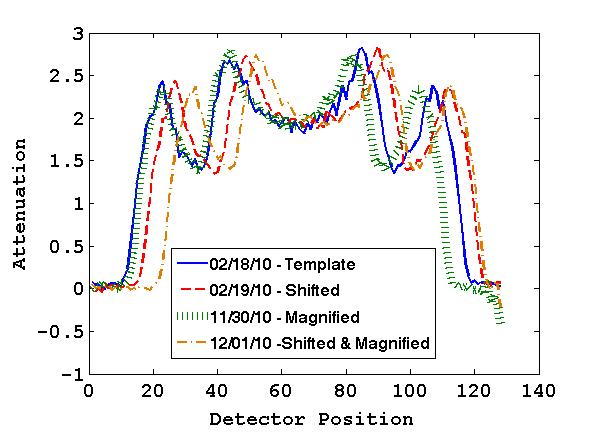 3
2.5
2
1.5
1
0.5
0
-0.5
-1
Attenuation
02/18/10 - Template
02/19/10 - Shifted
11/30/10 - Magnified
12/01/10 -Shifted & Magnified
0 20 40 60 80 100 120 140
Detector Position